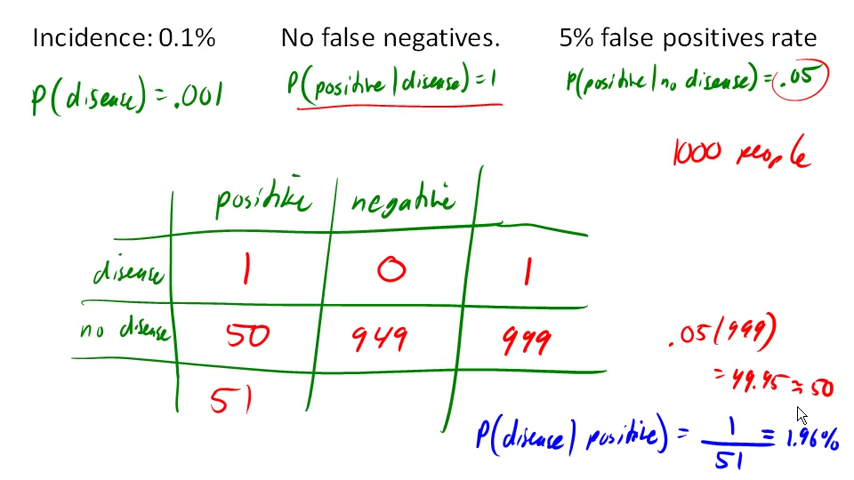 Incidence: 0.1% No false negatives. 5% false positives rate
P(disease) = .001 P(positive | disease) = 1 P(positive | no disease) = .05
1000 people
positive negative
disease 1 0 1
no disease 50 949 999
51
.05(999)
= 49.95 ≈ 50
P(disease | positive) = 1/51 = 1.96%